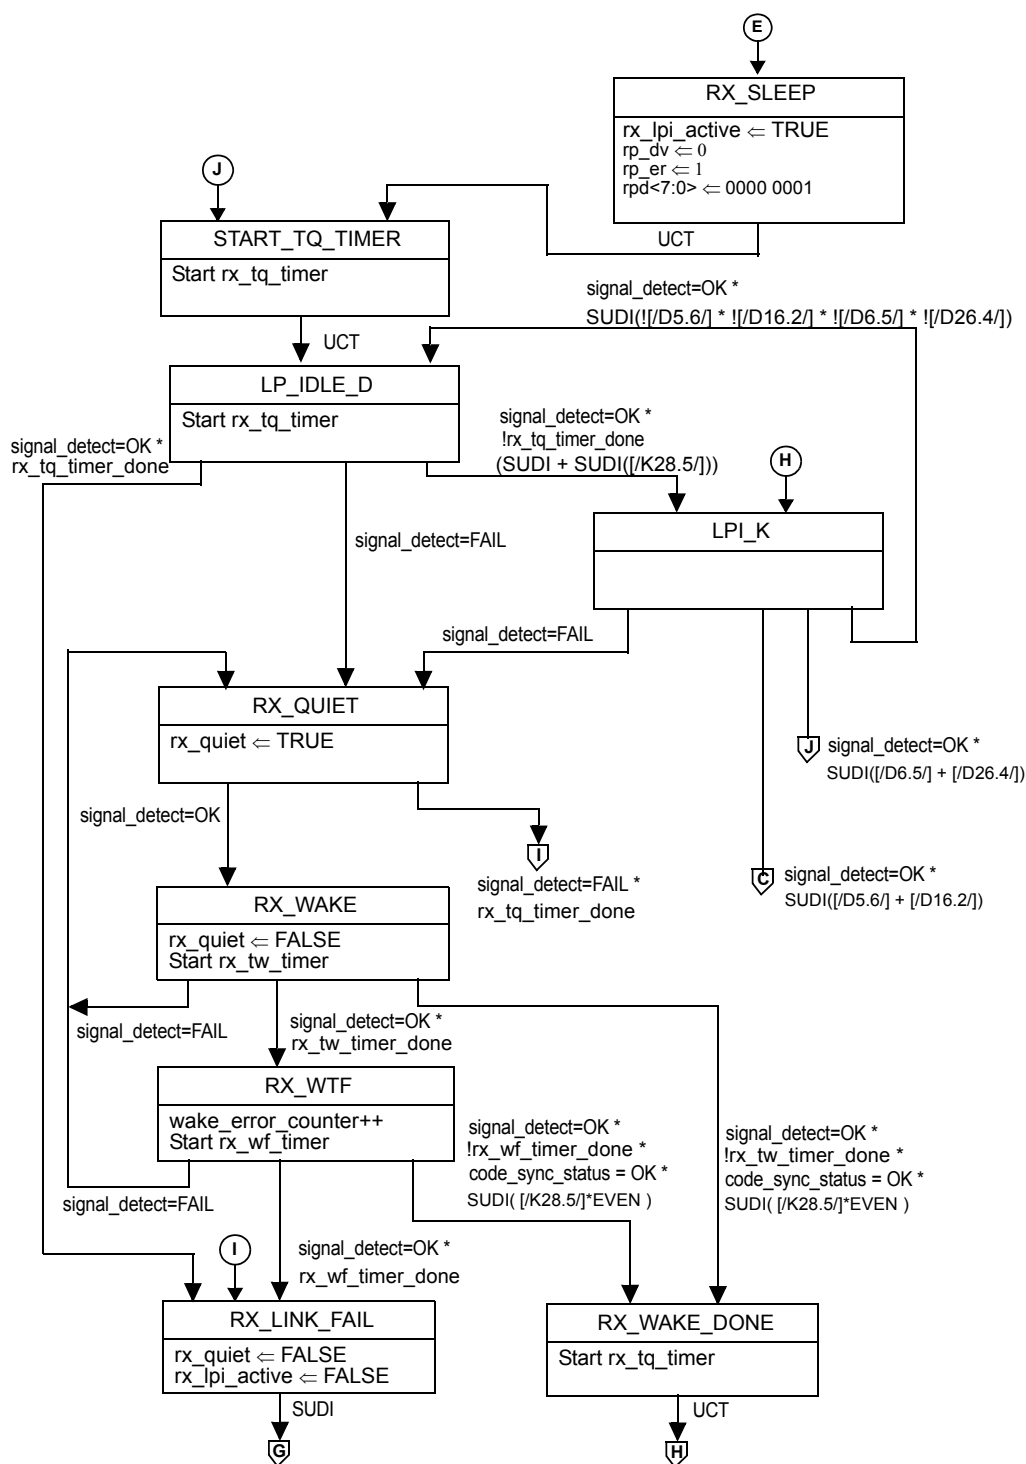 E
RX_SLEEP
rx_lpi_active ⇐ TRUE
rp_dv ⇐ 0
rp_er ⇐ 1
rpd<7:0> ⇐ 0000 0001
J
UCT
START_TQ_TIMER
Start rx_tq_timer
signal_detect=OK *
SUDI(![/D5.6/] * ![/D16.2/] * ![/D6.5/] * ![/D26.4/])
UCT
LP_IDLE_D
Start rx_tq_timer
signal_detect=OK *
rx_tq_timer_done
signal_detect=OK *
!rx_tq_timer_done
(SUDI + SUDI([/K28.5/]))
H
LPI_K
signal_detect=FAIL
signal_detect=FAIL
RX_QUIET
rx_quiet ⇐ TRUE
J
signal_detect=OK *
SUDI([/D6.5/] + [/D26.4/])
signal_detect=OK
I
signal_detect=FAIL *
rx_tq_timer_done
C
signal_detect=OK *
SUDI([/D5.6/] + [/D16.2/])
RX_WAKE
rx_quiet ⇐ FALSE
Start rx_tw_timer
signal_detect=FAIL
signal_detect=OK *
rx_tw_timer_done
RX_WTF
wake_error_counter++
Start rx_wf_timer
signal_detect=OK *
!rx_wf_timer_done *
code_sync_status = OK *
SUDI( [/K28.5/]*EVEN )
signal_detect=OK *
!rx_tw_timer_done *
code_sync_status = OK *
SUDI( [/K28.5/]*EVEN )
signal_detect=FAIL
I
signal_detect=OK *
rx_wf_timer_done
RX_LINK_FAIL
rx_quiet ⇐ FALSE
rx_lpi_active ⇐ FALSE
RX_WAKE_DONE
Start rx_tq_timer
SUDI
G
UCT
H